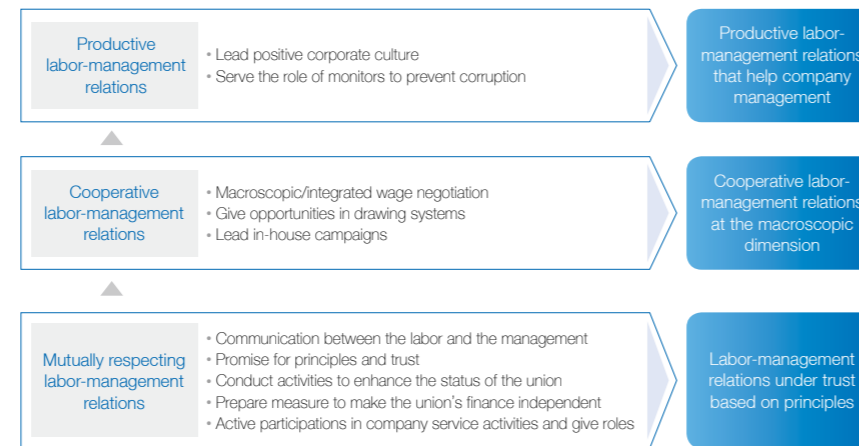 Productive
labor-management
relations
• Lead positive corporate culture
• Serve the role of monitors to prevent corruption
Productive labor-
management relations
that help company
management
Cooperative
labor-management
relations
• Macroscopic/integrated wage negotiation
• Give opportunities in drawing systems
• Lead in-house campaigns
Cooperative labor-
management relations
at the macroscopic
dimension
Mutually respecting
labor-management
relations
• Communication between the labor and the management
• Promise for principles and trust
• Conduct activities to enhance the status of the union
• Prepare measure to make the union's finance independent
• Active participations in company service activities and give roles
Labor-management
relations under trust
based on principles